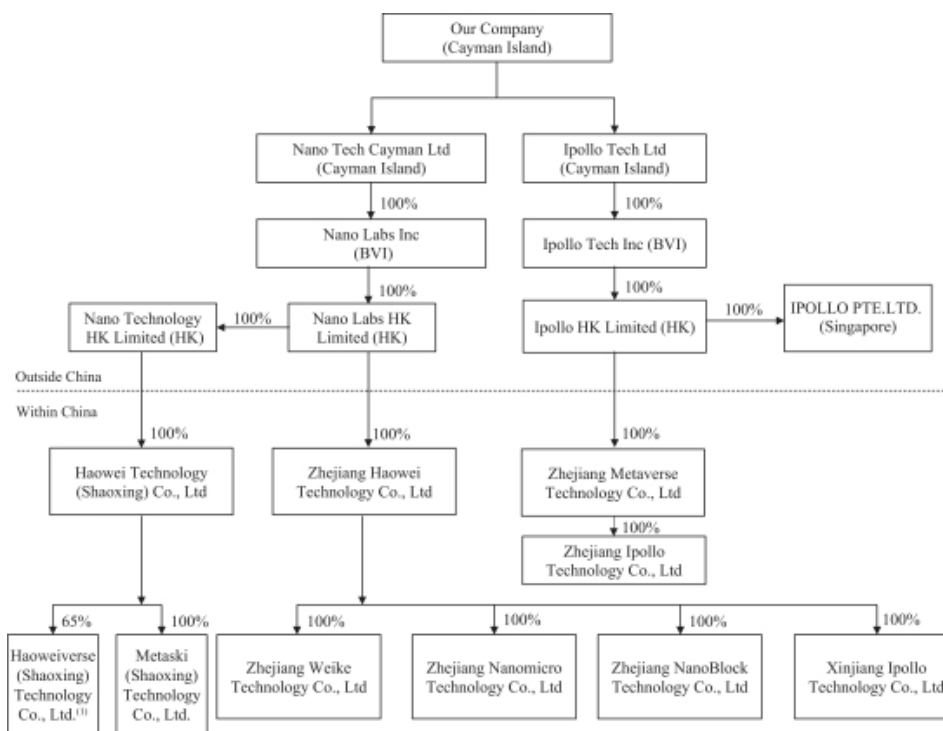 Our Company
(Cayman Island)
Nano Tech Cayman Ltd
(Cayman Island)
Ipollo Tech Ltd
(Cayman Island)
100%
100%
Nano Labs Inc
(BVI)
Ipollo Tech Inc (BVI)
100%
100%
Nano Technology
HK Limited (HK)
100%
Nano Labs HK
Limited (HK)
Ipollo HK Limited (HK)
100%
IPOLLO PTE.LTD.
(Singapore)
Outside China
Within China
100%
100%
100%
Haowei Technology
(Shaoxing) Co., Ltd
Zhejiang Haowei
Technology Co., Ltd
Zhejiang Metaverse
Technology Co., Ltd
100%
Zhejiang Ipollo
Technology Co., Ltd
65%
100%
100%
100%
100%
100%
Haoweiverse
(Shaoxing)
Technology
Co., Ltd.(1)
Metaski
(Shaoxing)
Technology
Co., Ltd.
Zhejiang Weike
Technology Co., Ltd
Zhejiang Nanomicro
Technology Co., Ltd
Zhejiang NanoBlock
Technology Co., Ltd
Xinjiang Ipollo
Technology Co., Ltd